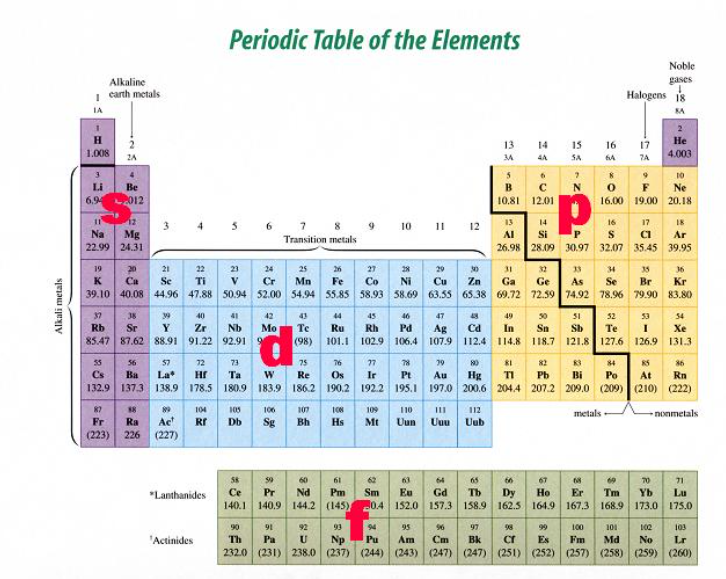 Periodic Table of the Elements
Noble
gases
Alkaline
earth metals
Halogens
1 18
1A 8A
1 2
H He
1.008 4.003
2 13 14 15 16 17
2A 3A 4A 5A 6A 7A
3 4 5 6 7 8 9 10
Li Be B C N O F Ne
10.81 12.01 16.00 19.00 20.18
s p
11 12 13 14 16 17 18
Na Mg 3 4 5 6 7 8 9 10 11 12 Al Si P S Cl Ar
22.99 24.31 Transition metals 26.98 28.09 30.97 32.07 35.45 39.95
19 20 21 22 23 24 25 26 27 28 29 30 31 32 33 34 35 36
K Ca Sc Ti V Cr Mn Fe Co Ni Cu Zn Ga Ge As Se Br Kr
39.10 40.08 44.96 47.88 50.94 52.00 54.94 55.85 58.93 58.69 63.55 65.38 69.72 72.59 74.92 78.96 79.90 83.80
Alkali metals
37 38 39 40 41 42 43 44 45 46 47 48 49 50 51 52 53 54
Rb Sr Y Zr Nb Mo Tc Ru Rh Pd Ag Cd In Sn Sb Te I Xe
85.47 87.62 88.91 91.22 92.91 (98) 101.1 102.9 106.4 107.9 112.4 114.8 118.7 121.8 127.6 126.9 131.3
d
55 56 57 72 73 74 75 76 77 78 79 80 81 82 83 84 85 86
Cs Ba La* Hf Ta W Re Os Ir Pt Au Hg Tl Pb Bi Po At Rn
132.9 137.3 138.9 178.5 180.9 183.9 186.2 190.2 192.2 195.1 197.0 200.6 204.4 207.2 209.0 (209) (210) (222)
87 88 89 104 105 106 107 108 109 110 111 112
Fr Ra Ac† Rf Db Sg Bh Hs Mt Uun Uuu Uub
(223) 226 (227)
metals nonmetals
58 59 60 61 62 63 64 65 66 67 68 69 70 71
*Lanthanides Ce Pr Nd Pm Sm Eu Gd Tb Dy Ho Er Tm Yb Lu
140.1 140.9 144.2 (145) 152.0 157.3 158.9 162.5 164.9 167.3 168.9 173.0 175.0
f
90 91 92 93 94 95 96 97 98 99 100 101 102 103
†Actinides Th Pa U Np Pu Am Cm Bk Cf Es Fm Md No Lr
232.0 (231) 238.0 (237) (244) (243) (247) (247) (251) (252) (257) (258) (259) (260)